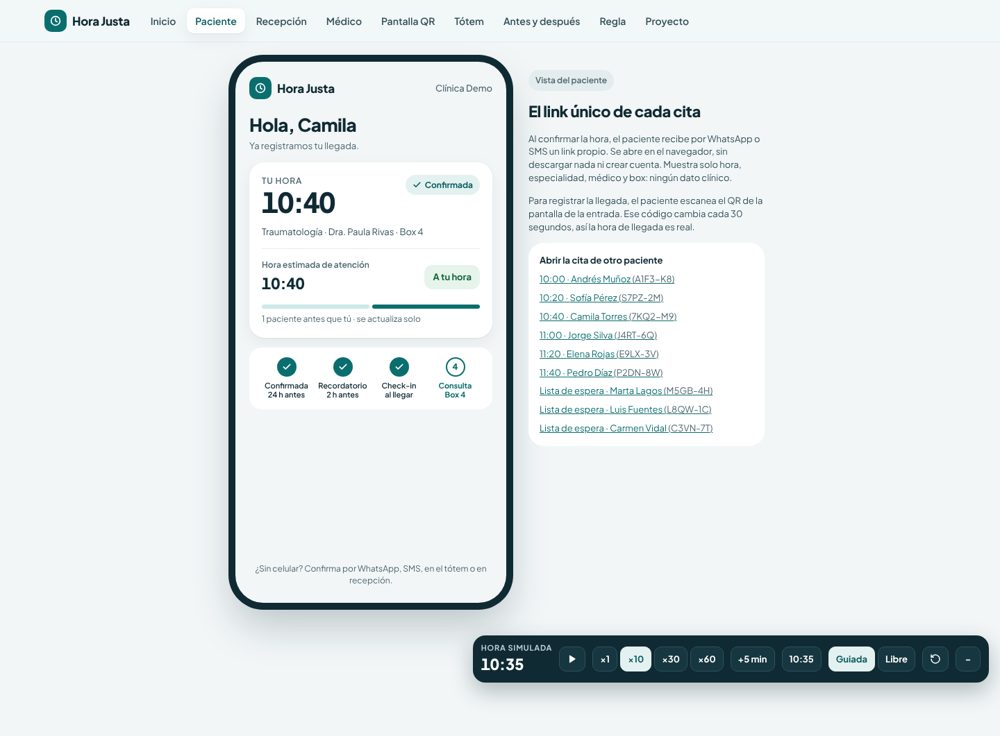 Hora Justa
Inicio
Paciente
Recepción
Médico
Pantalla QR
Tótem
Antes y después
Regla
Proyecto
Hora Justa
Clínica Demo
Hola, Camila
Ya registramos tu llegada.
TU HORA
Confirmada
10:40
Traumatología · Dra. Paula Rivas · Box 4
Hora estimada de atención
10:40
A tu hora
1 paciente antes que tú · se actualiza solo
Confirmada
24 h antes
Recordatorio
2 h antes
Check-in
al llegar
4
Consulta
Box 4
¿Sin celular? Confirma por WhatsApp, SMS, en el tótem o en
recepción.
Vista del paciente
El link único de cada cita
Al confirmar la hora, el paciente recibe por WhatsApp o
SMS un link propio. Se abre en el navegador, sin
descargar nada ni crear cuenta. Muestra solo hora,
especialidad, médico y box: ningún dato clínico.
Para registrar la llegada, el paciente escanea el QR de la
pantalla de la entrada. Ese código cambia cada 30
segundos, así la hora de llegada es real.
Abrir la cita de otro paciente
10:00 · Andrés Muñoz (A1F3-K8)
10:20 · Sofía Pérez (S7PZ-2M)
10:40 · Camila Torres (7KQ2-M9)
11:00 · Jorge Silva (J4RT-6Q)
11:20 · Elena Rojas (E9LX-3V)
11:40 · Pedro Díaz (P2DN-8W)
Lista de espera · Marta Lagos (M5GB-4H)
Lista de espera · Luis Fuentes (L8QW-1C)
Lista de espera · Carmen Vidal (C3VN-7T)
HORA SIMULADA
10:35
×1
×10
×30
×60
+5 min
10:35
Guiada
Libre
–